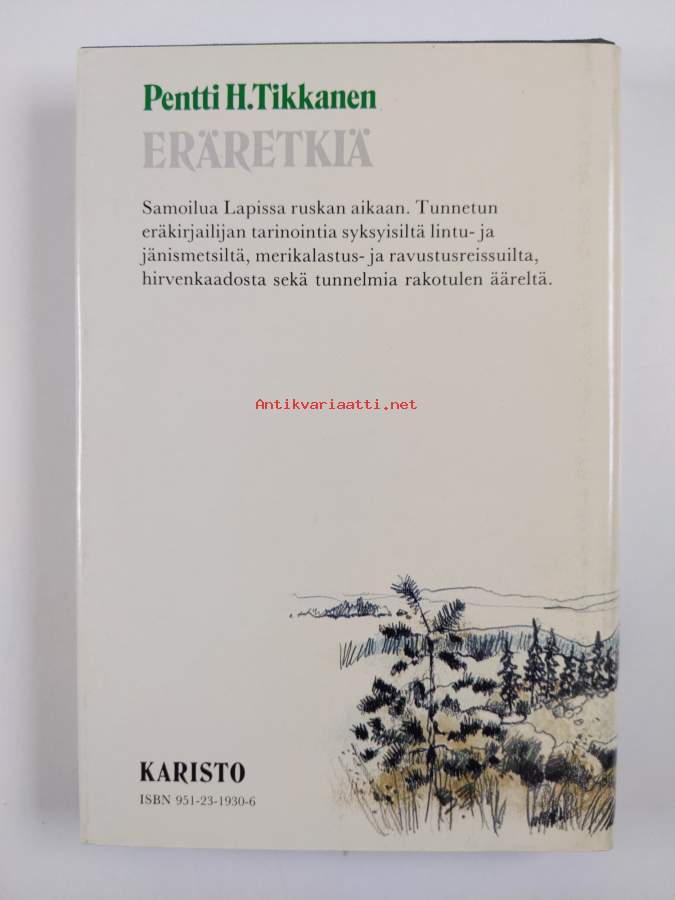 Pentti H.Tikkanen
ERÄRETKIÄ
Samoilua Lapissa ruskan aikaan. Tunnetun
eräkirjailijan tarinointia syksyisiltä lintu- ja
jänismetsiltä, merikalastus- ja ravustusreissuilta,
hirvenkaadosta sekä tunnelmia rakotulen ääreltä.
Antikvariaatti.net
KARISTO
ISBN 951-23-1930-6